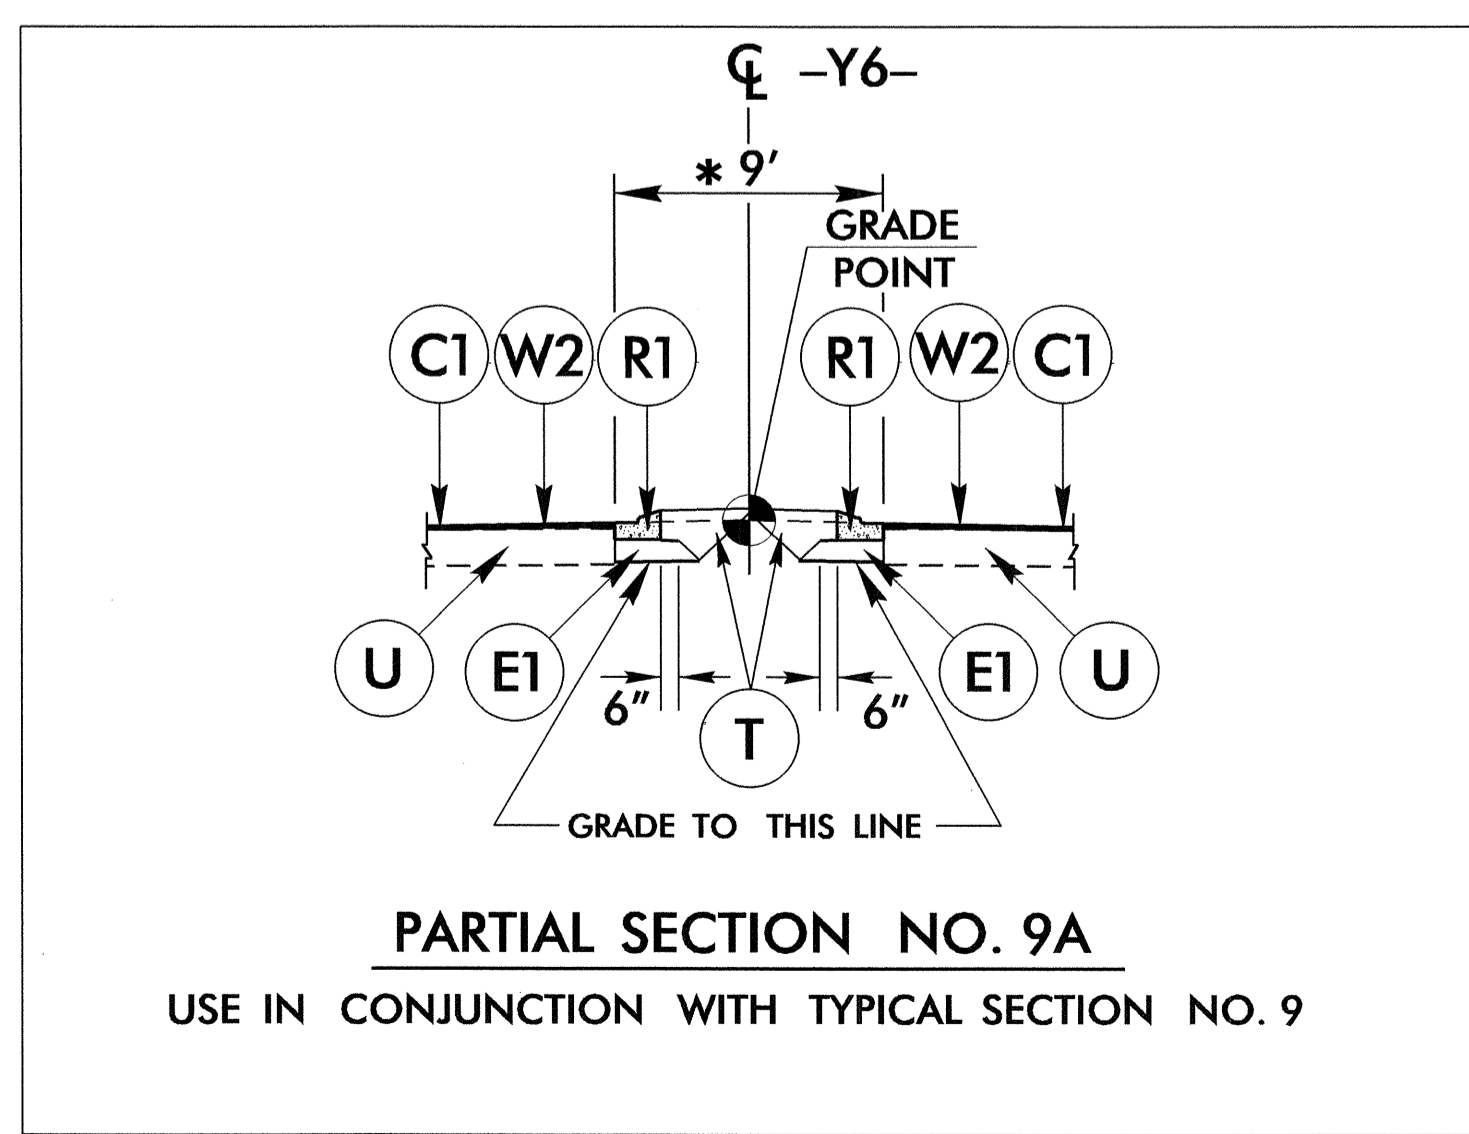 ℄ –Y6–
* 9'
GRADE
POINT
C1 W2 R1 R1 W2 C1
U E1 E1 U
6" 6"
T
GRADE TO THIS LINE
PARTIAL SECTION NO. 9A
USE IN CONJUNCTION WITH TYPICAL SECTION NO. 9